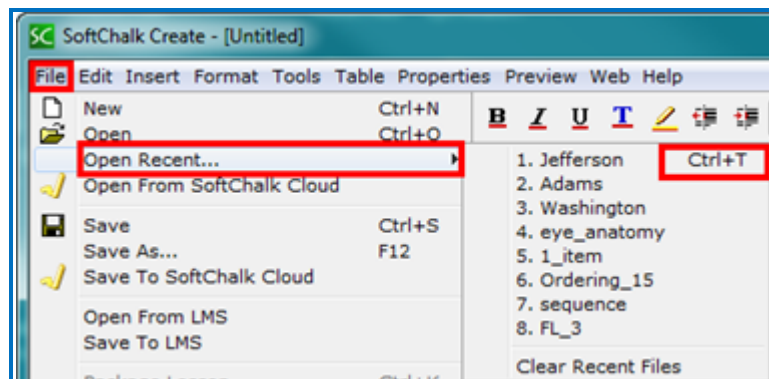 SC SoftChalk Create - [Untitled]
File Edit Insert Format Tools Table Properties Preview Web Help
New Ctrl+N
B I U T
Open Ctrl+O
Open Recent...
1. Jefferson Ctrl+T
Open From SoftChalk Cloud
2. Adams
3. Washington
Save Ctrl+S
4. eye_anatomy
Save As... F12
5. 1_item
Save To SoftChalk Cloud
6. Ordering_15
7. sequence
Open From LMS
8. FL_3
Save To LMS
Clear Recent Files